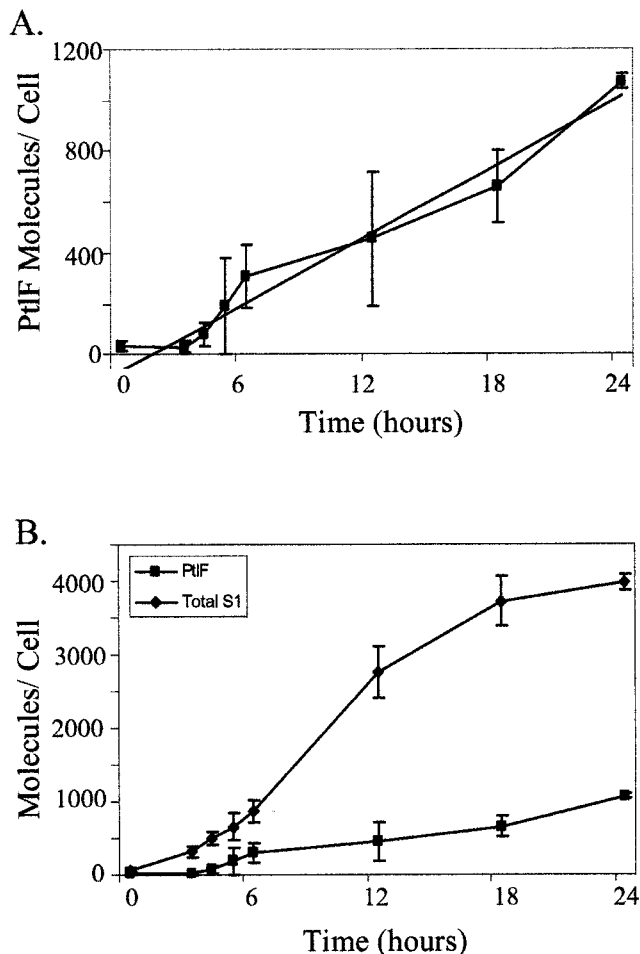 A.
1200
800
400
0
PtlF Molecules/ Cell
0 6 12 18 24
Time (hours)
B.
PtlF
Total S1
4000
3000
2000
1000
0
Molecules/ Cell
0 6 12 18 24
Time (hours)